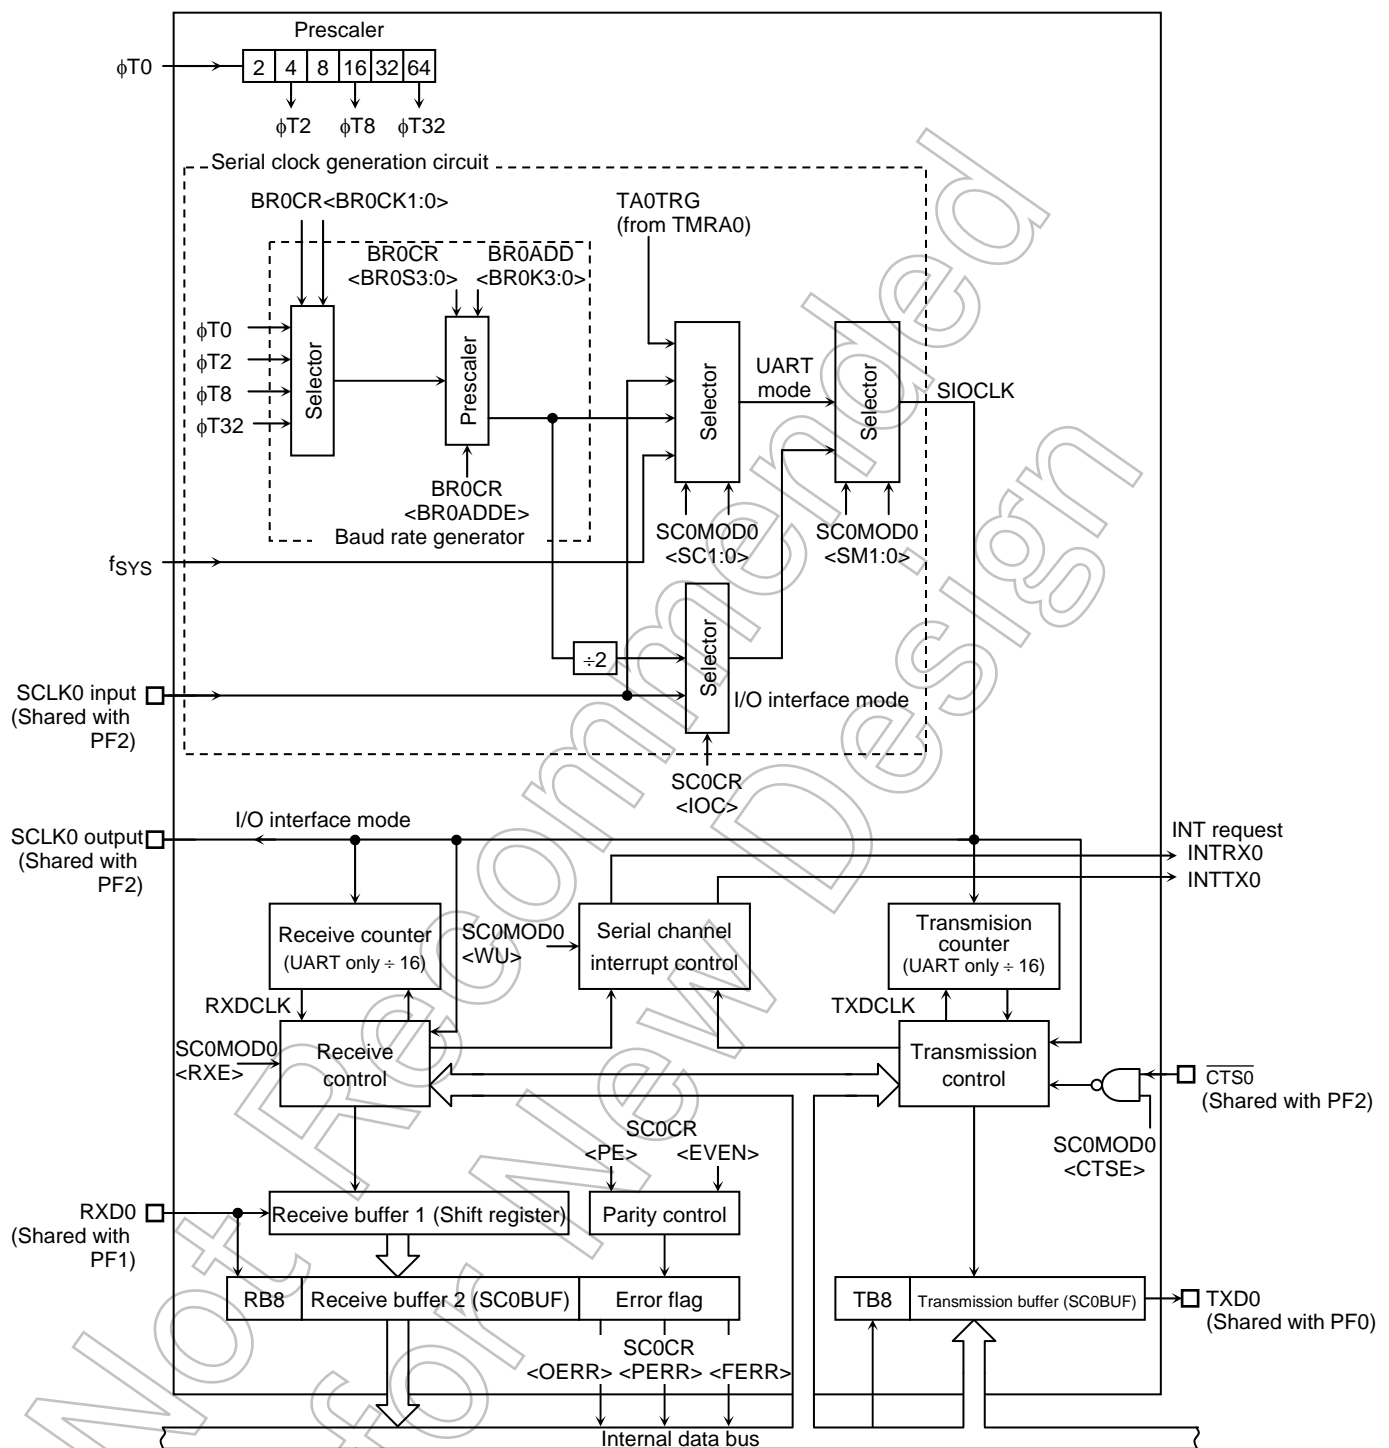 Prescaler
φT0
2 4 8 16 32 64
φT2 φT8 φT32
Serial clock generation circuit
BR0CR<BR0CK1:0>
TA0TRG
(from TMRA0)
BR0CR
<BR0S3:0>
BR0ADD
<BR0K3:0>
φT0
φT2
φT8
φT32
Selector
Prescaler
Selector
UART
mode
Selector
SIOCLK
BR0CR
<BR0ADDE>
Baud rate generator
SC0MOD0
<SC1:0>
SC0MOD0
<SM1:0>
fSYS
÷2
Selector
I/O interface mode
SCLK0 input
(Shared with
PF2)
SC0CR
<IOC>
I/O interface mode
SCLK0 output
(Shared with
PF2)
INT request
INTRX0
INTTX0
Receive counter
(UART only ÷ 16)
SC0MOD0
<WU>
Serial channel
interrupt control
Transmision
counter
(UART only ÷ 16)
RXDCLK
TXDCLK
SC0MOD0
<RXE>
Receive
control
Transmission
control
CTS0
(Shared with PF2)
SC0MOD0
<CTSE>
SC0CR
<PE>
<EVEN>
RXD0
(Shared with
PF1)
Receive buffer 1 (Shift register)
Parity control
RB8
Receive buffer 2 (SC0BUF)
Error flag
TB8
Transmission buffer (SC0BUF)
TXD0
(Shared with PF0)
SC0CR
<OERR> <PERR> <FERR>
Internal data bus
Not Recommended
for New Design